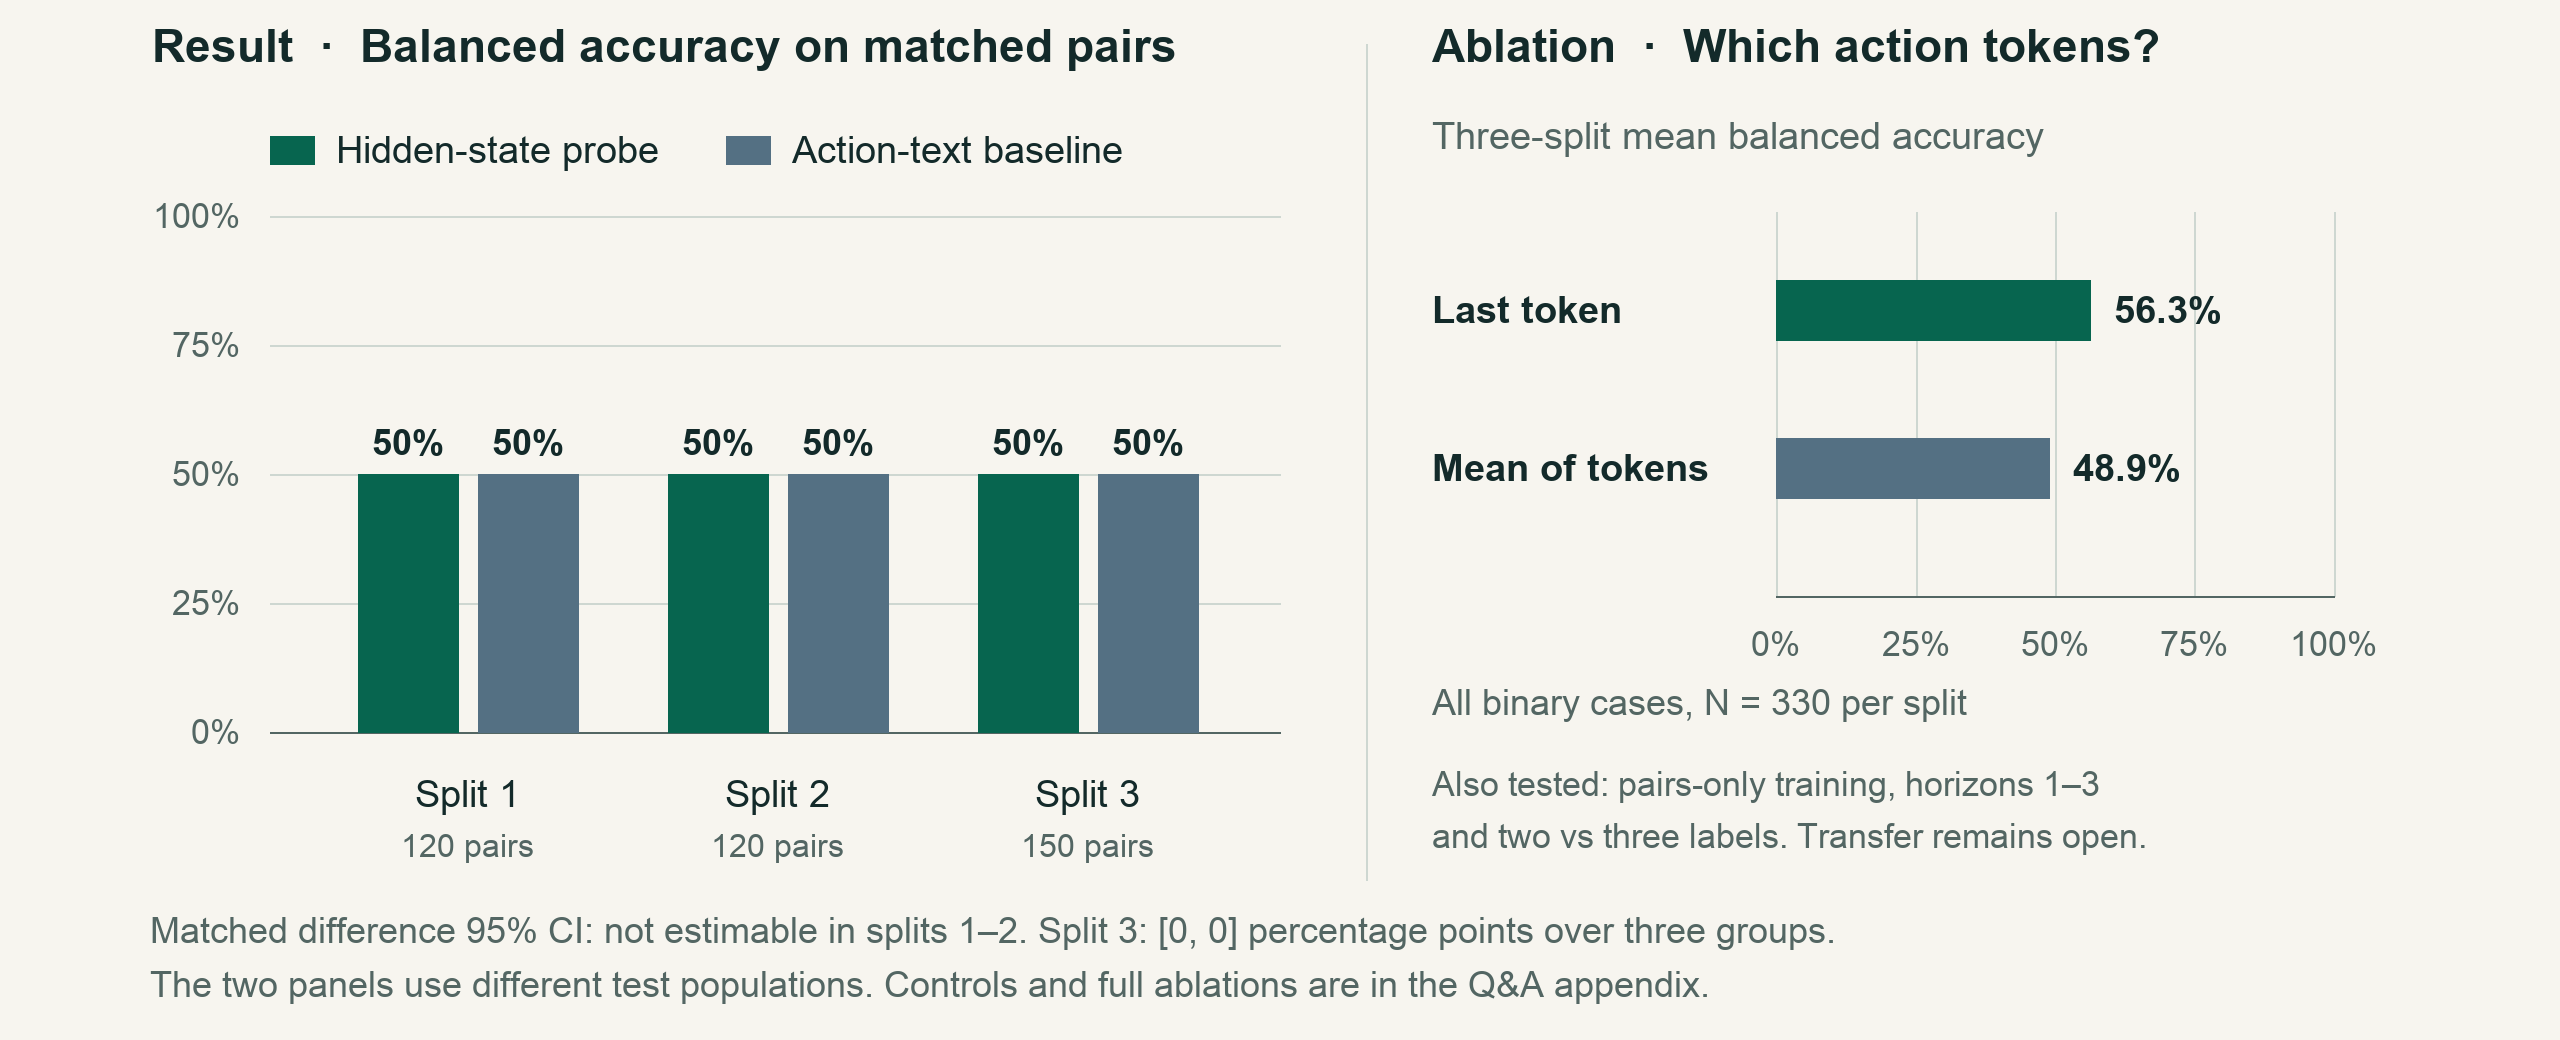 Result · Balanced accuracy on matched pairs
Hidden-state probe
Action-text baseline
100%
75%
50%
25%
0%
50%
50%
50%
50%
50%
50%
Split 1
120 pairs
Split 2
120 pairs
Split 3
150 pairs
Ablation · Which action tokens?
Three-split mean balanced accuracy
Last token
56.3%
Mean of tokens
48.9%
0%
25%
50%
75%
100%
All binary cases, N = 330 per split
Also tested: pairs-only training, horizons 1–3
and two vs three labels. Transfer remains open.
Matched difference 95% CI: not estimable in splits 1–2. Split 3: [0, 0] percentage points over three groups.
The two panels use different test populations. Controls and full ablations are in the Q&A appendix.